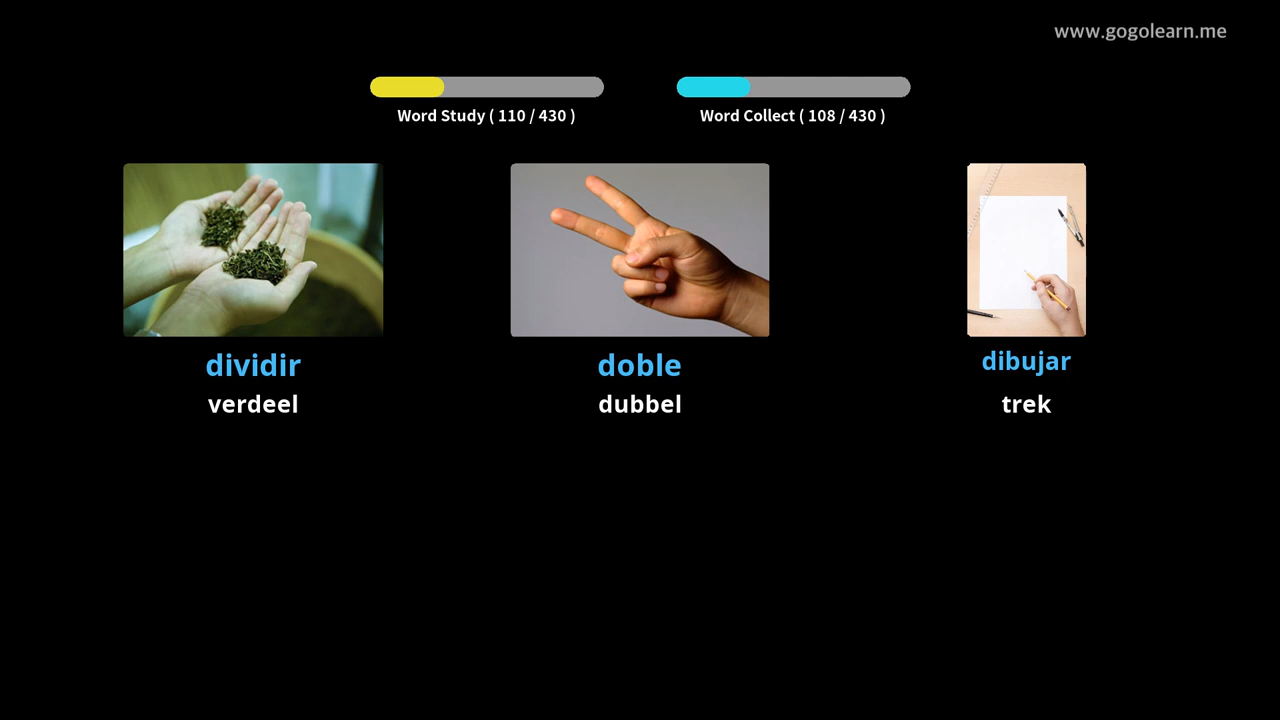 www.gogolearn.me
Word Study ( 110 / 430 )
Word Collect ( 108 / 430 )
dividir
doble
dibujar
verdeel
dubbel
trek